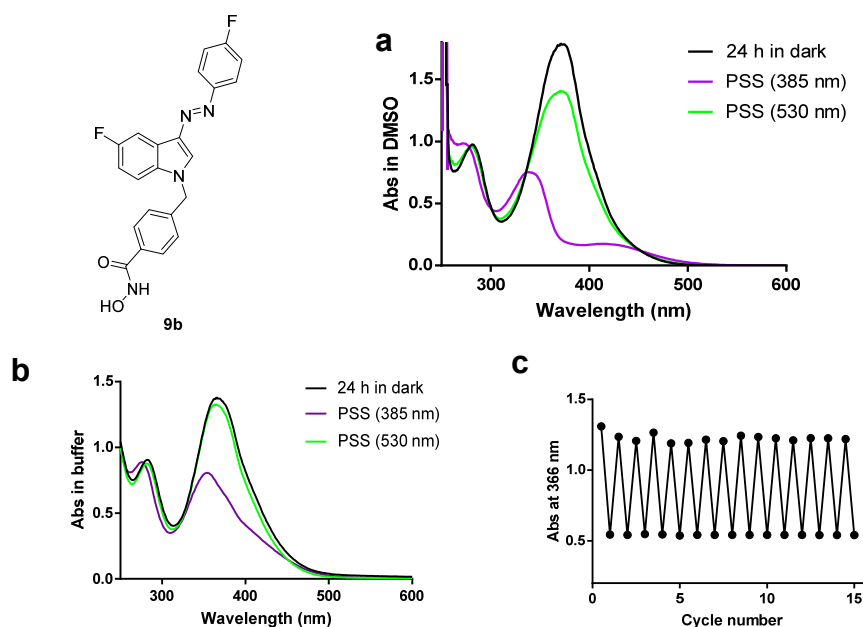 F
N
N
F
N
O
NH
HO
9b
a
24 h in dark
PSS (385 nm)
PSS (530 nm)
1.5
1.0
0.5
0.0
300 400 500 600
Abs in DMSO
Wavelength (nm)
b
24 h in dark
PSS (385 nm)
PSS (530 nm)
1.5
1.0
0.5
0.0
300 400 500 600
Abs in buffer
Wavelength (nm)
c
1.5
1.0
0.5
0 5 10 15
Abs at 366 nm
Cycle number